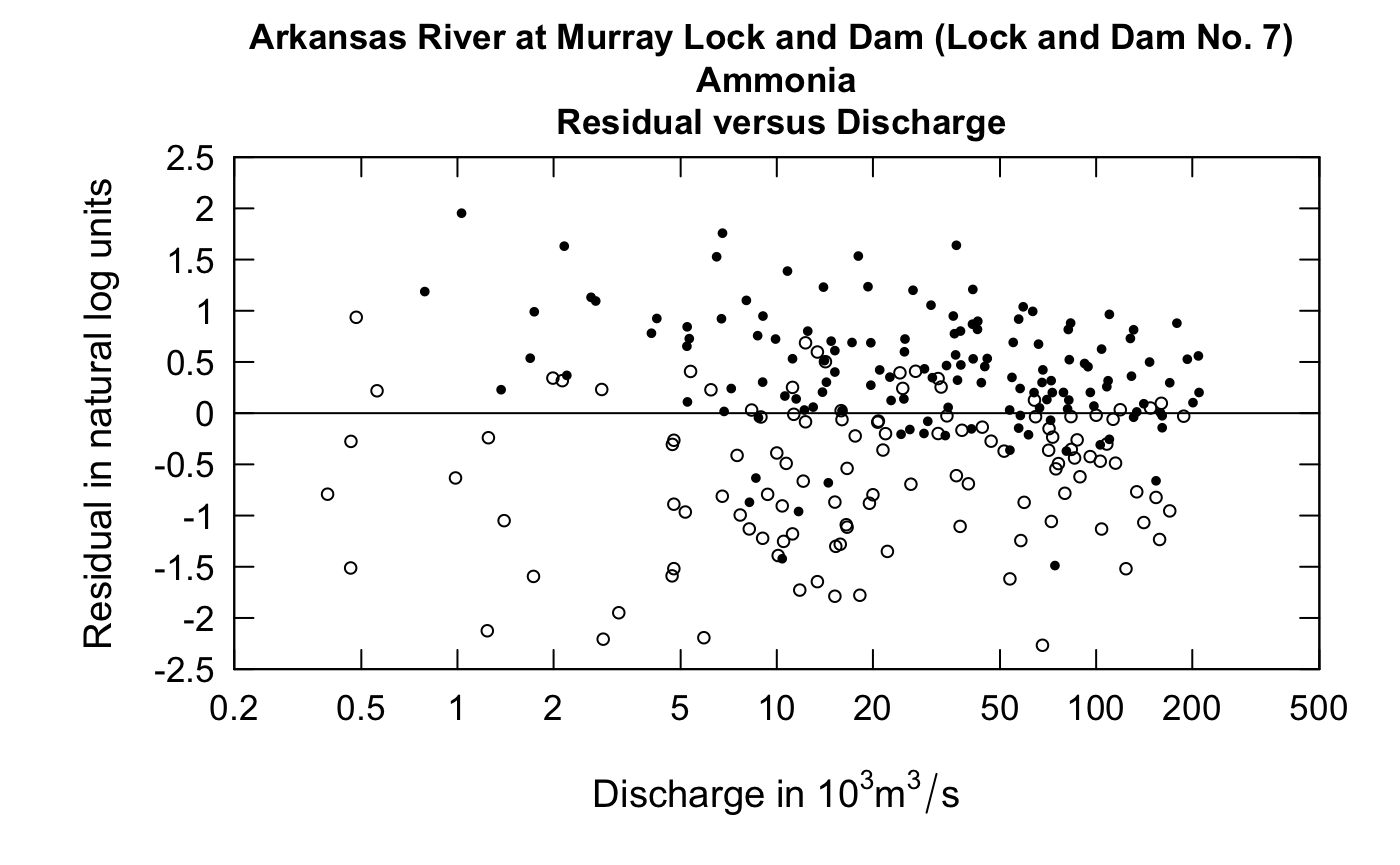 Arkansas River at Murray Lock and Dam (Lock and Dam No. 7)
Ammonia
Residual versus Discharge
Residual in natural log units
2.5
2
1.5
1
0.5
0
-0.5
-1
-1.5
-2
-2.5
0.2 0.5 1 2 5 10 20 50 100 200 500
Discharge in 10³m³/s